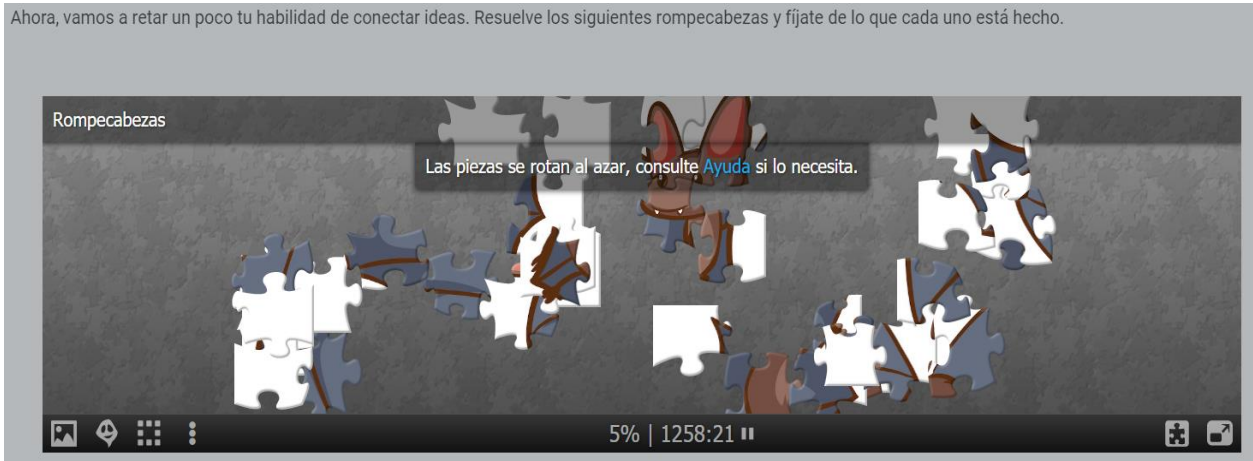 Ahora, vamos a retar un poco tu habilidad de conectar ideas. Resuelve los siguientes rompecabezas y fíjate de lo que cada uno está hecho.
Rompecabezas
Las piezas se rotan al azar, consulte Ayuda si lo necesita.
5% | 1258:21